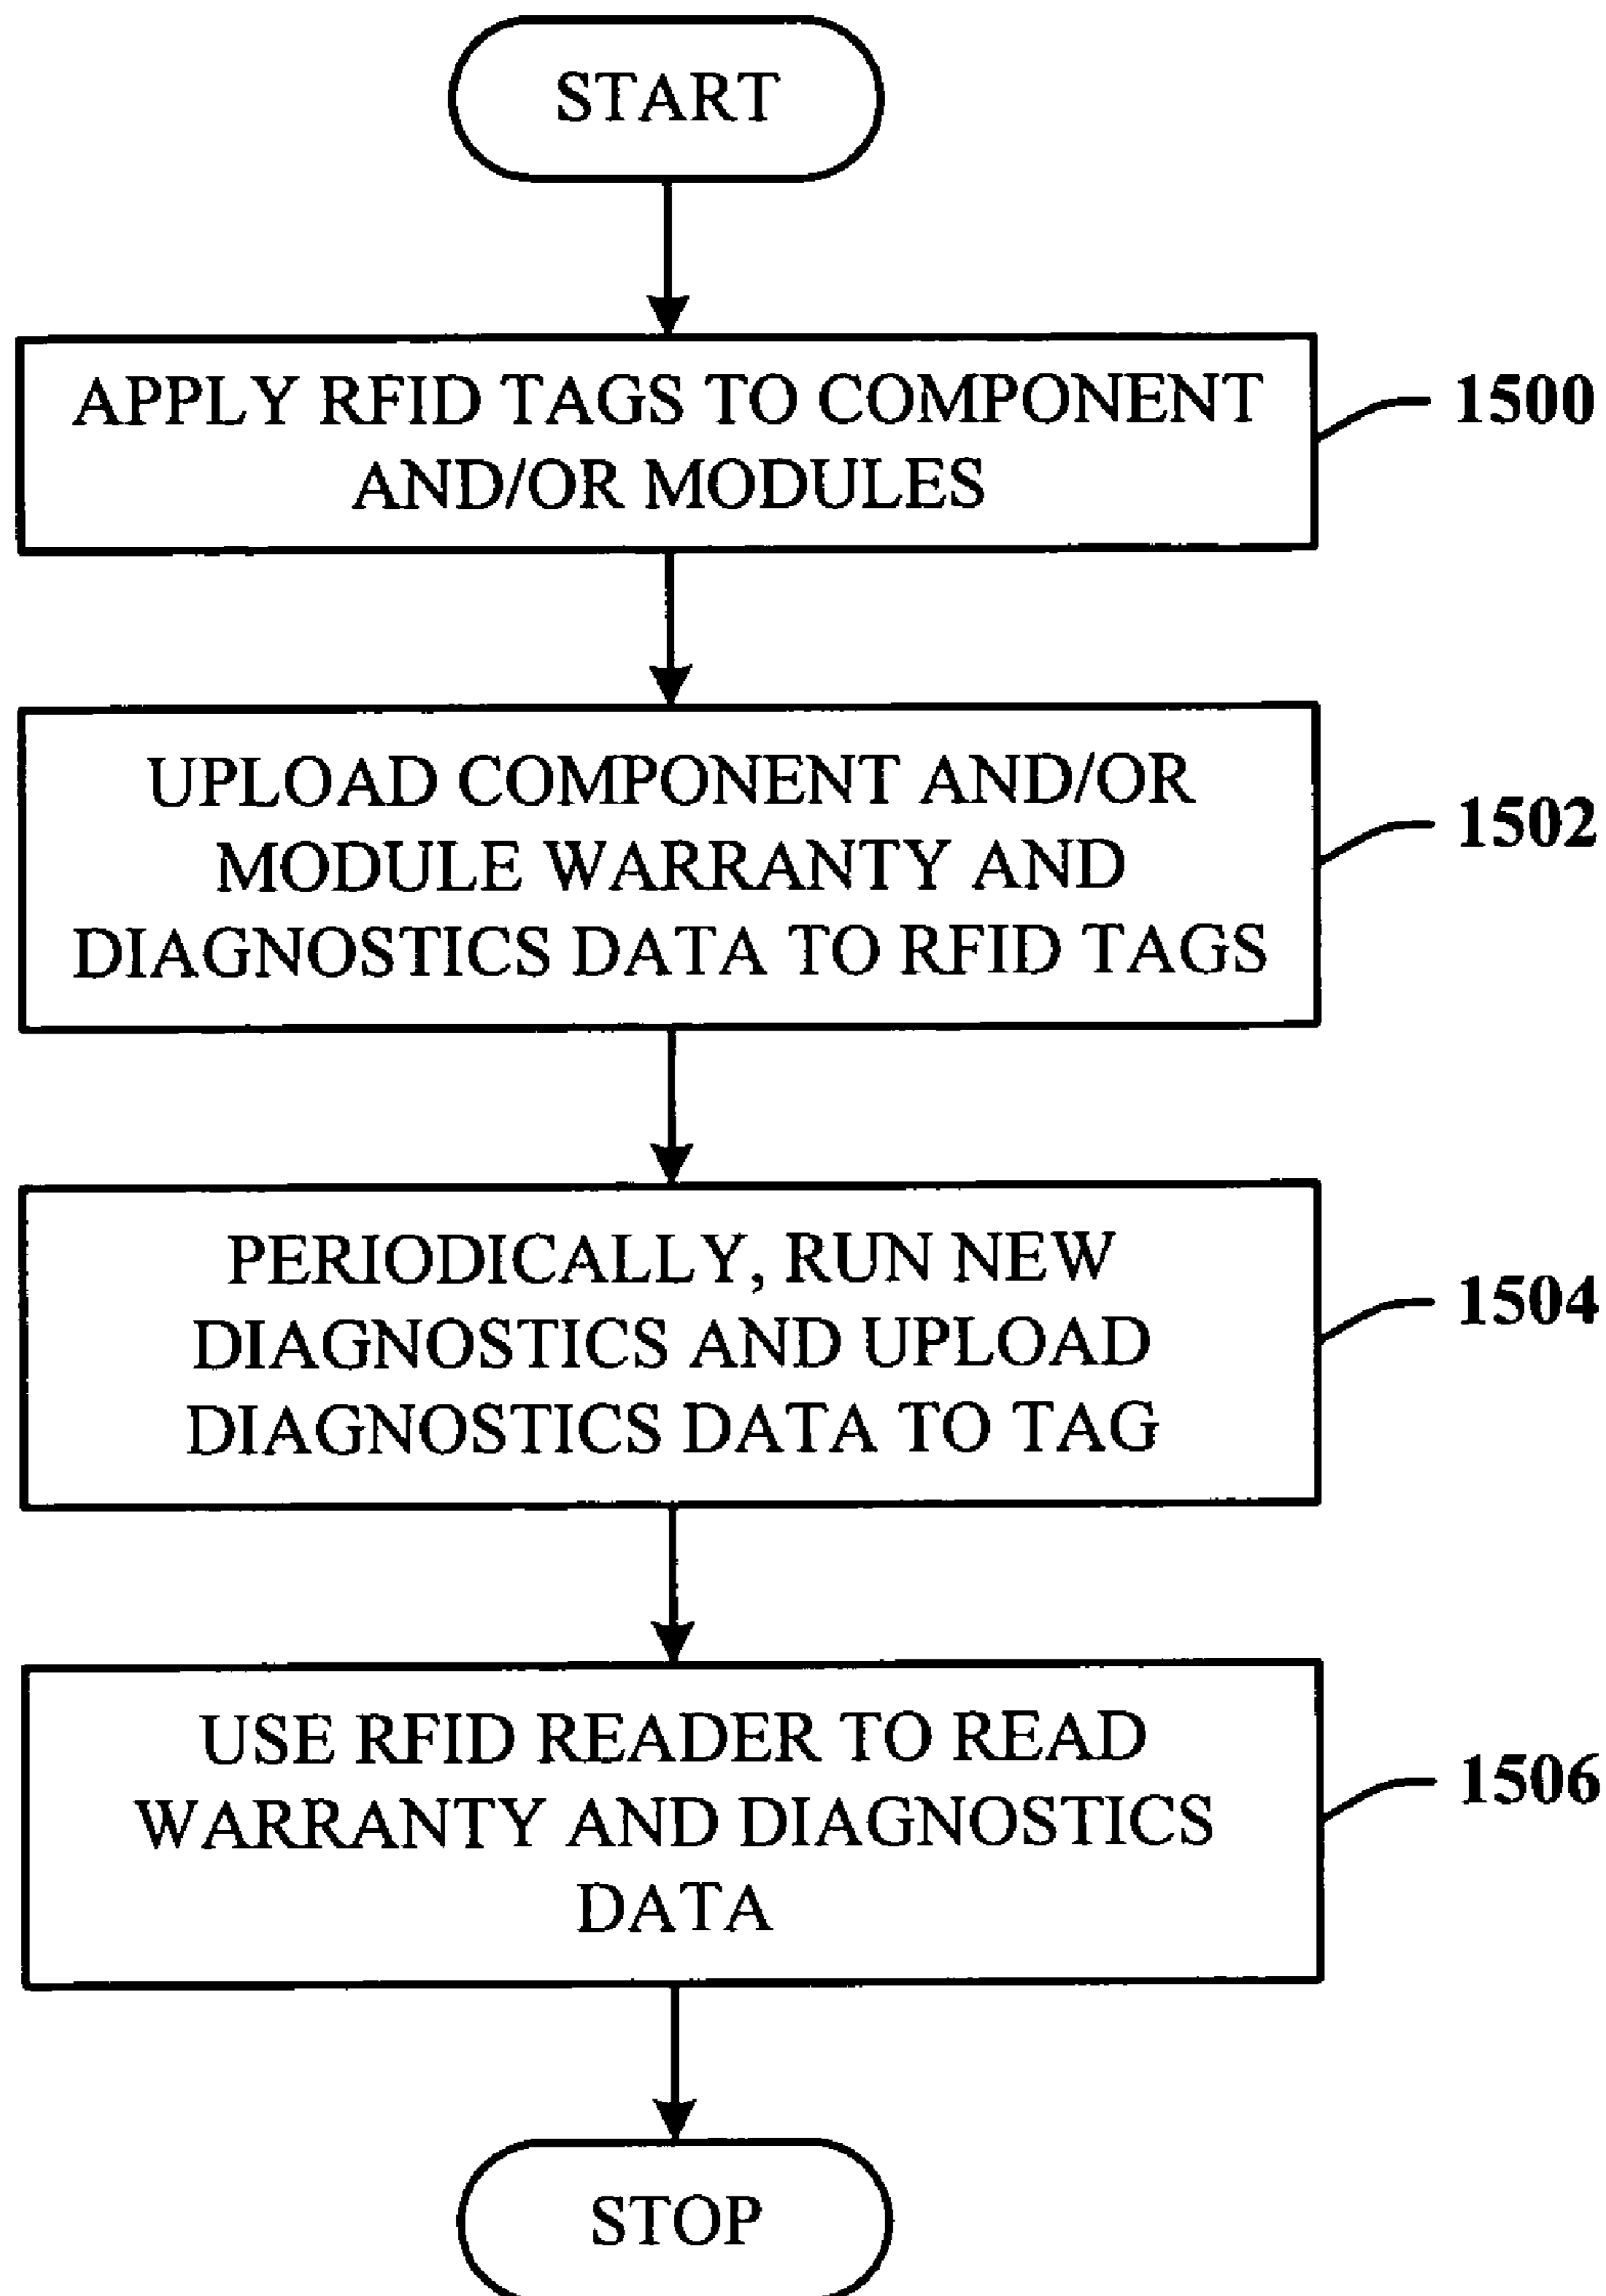 START
APPLY RFID TAGS TO COMPONENT
AND/OR MODULES
1500
UPLOAD COMPONENT AND/OR
MODULE WARRANTY AND
DIAGNOSTICS DATA TO RFID TAGS
1502
PERIODICALLY, RUN NEW
DIAGNOSTICS AND UPLOAD
DIAGNOSTICS DATA TO TAG
1504
USE RFID READER TO READ
WARRANTY AND DIAGNOSTICS
DATA
1506
STOP